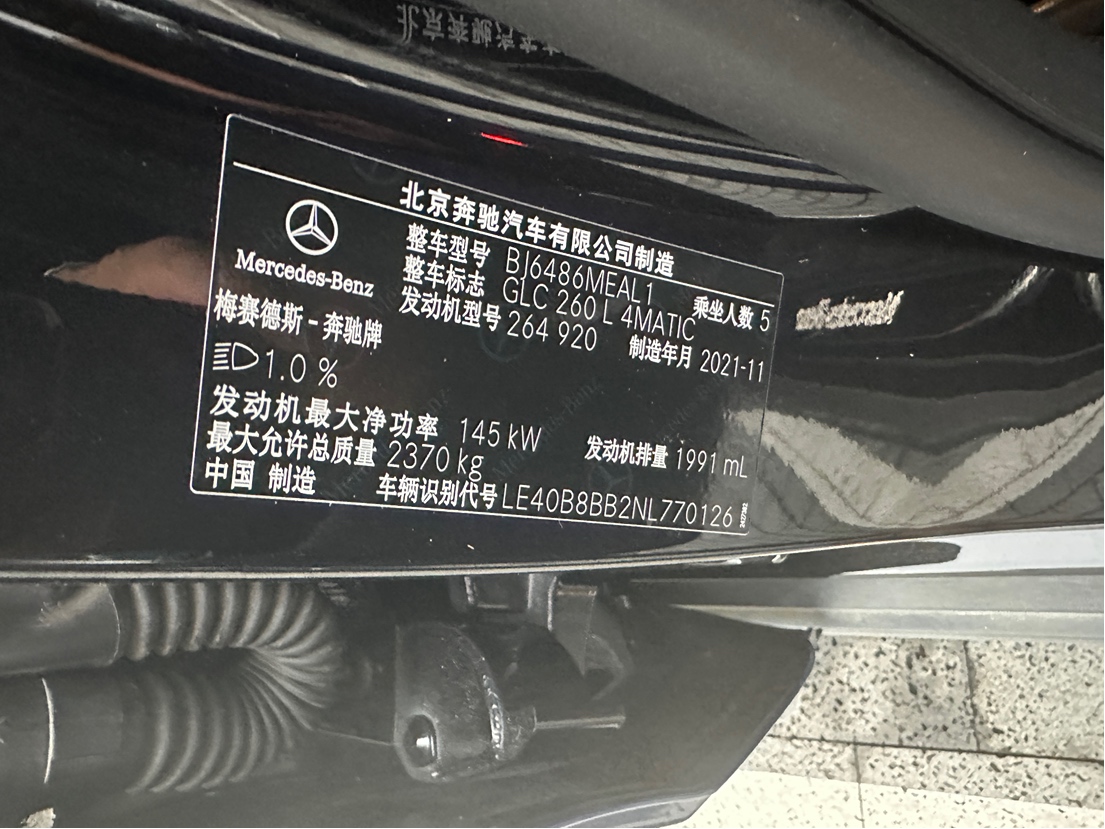 北京奔驰汽车有限公司制造
Mercedes-Benz
梅赛德斯-奔驰牌
整车型号 BJ6486MEAL1
整车标志 GLC 260 L 4MATIC 乘坐人数 5
发动机型号 264 920 制造年月 2021-11
1.0 %
发动机最大净功率 145 kW 发动机排量 1991 mL
最大允许总质量 2370 kg
中国 制造 车辆识别代号 LE40B8BB2NL770126